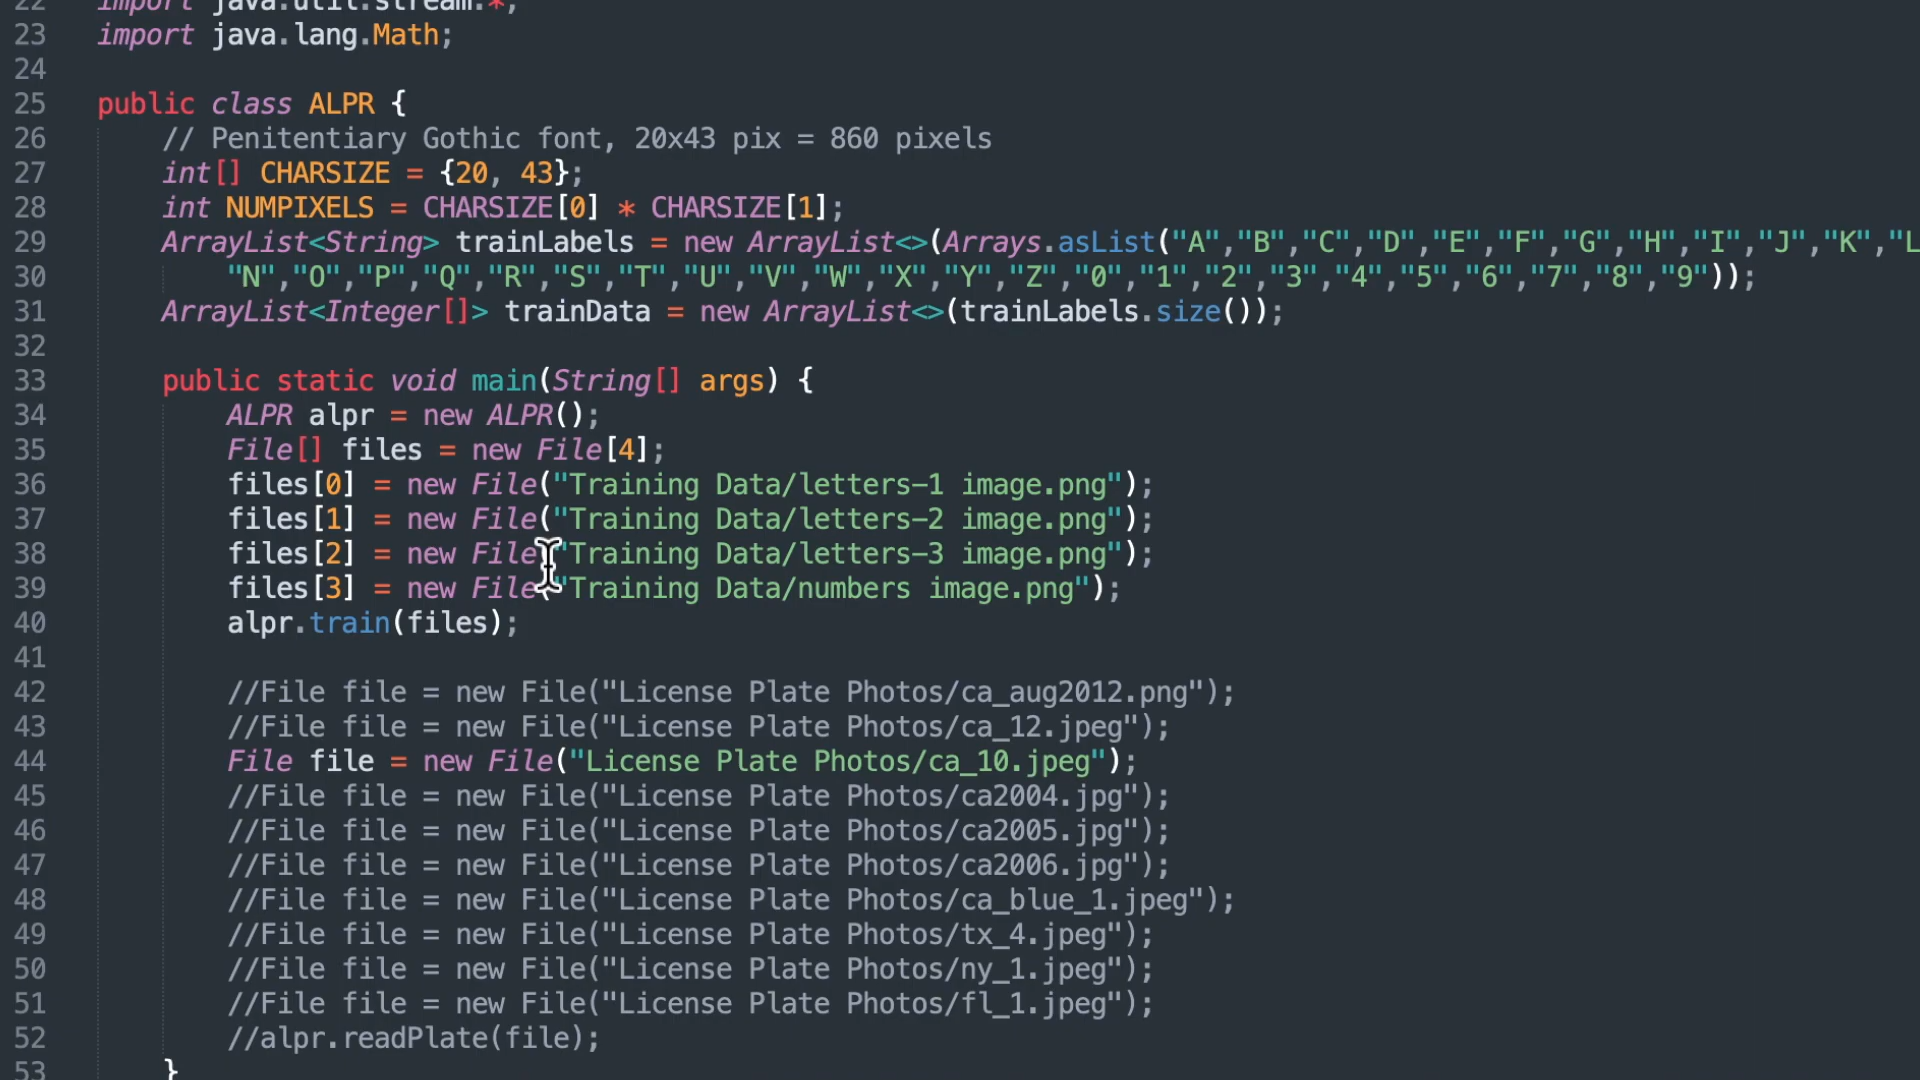 22 import java.util.stream.*;
23 import java.lang.Math;
24
25 public class ALPR {
26 // Penitentiary Gothic font, 20x43 pix = 860 pixels
27 int[] CHARSIZE = {20, 43};
28 int NUMPIXELS = CHARSIZE[0] * CHARSIZE[1];
29 ArrayList<String> trainLabels = new ArrayList<>(Arrays.asList("A","B","C","D","E","F","G","H","I","J","K","L
30 "N","O","P","Q","R","S","T","U","V","W","X","Y","Z","0","1","2","3","4","5","6","7","8","9"));
31 ArrayList<Integer[]> trainData = new ArrayList<>(trainLabels.size());
32
33 public static void main(String[] args) {
34 ALPR alpr = new ALPR();
35 File[] files = new File[4];
36 files[0] = new File("Training Data/letters-1 image.png");
37 files[1] = new File("Training Data/letters-2 image.png");
38 files[2] = new File("Training Data/letters-3 image.png");
39 files[3] = new File("Training Data/numbers image.png");
40 alpr.train(files);
41
42 //File file = new File("License Plate Photos/ca_aug2012.png");
43 //File file = new File("License Plate Photos/ca_12.jpeg");
44 File file = new File("License Plate Photos/ca_10.jpeg");
45 //File file = new File("License Plate Photos/ca2004.jpg");
46 //File file = new File("License Plate Photos/ca2005.jpg");
47 //File file = new File("License Plate Photos/ca2006.jpg");
48 //File file = new File("License Plate Photos/ca_blue_1.jpeg");
49 //File file = new File("License Plate Photos/tx_4.jpeg");
50 //File file = new File("License Plate Photos/ny_1.jpeg");
51 //File file = new File("License Plate Photos/fl_1.jpeg");
52 //alpr.readPlate(file);
53 }